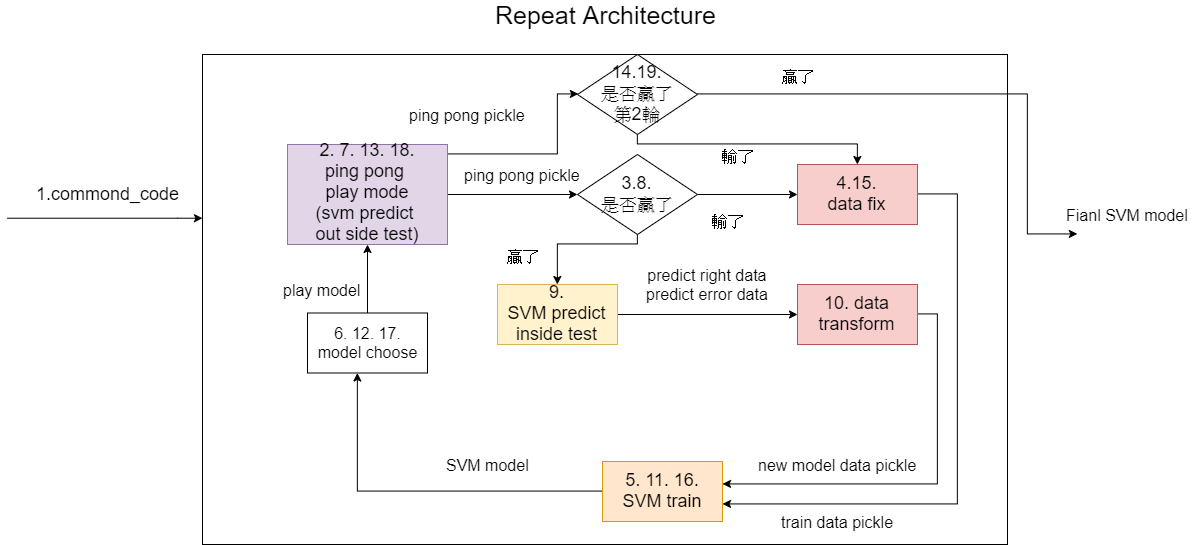 Repeat Architecture
14.19.
是否贏了
第2輪
贏了
ping pong pickle
輸了
2. 7. 13. 18.
ping pong
play mode
(svm predict
out side test)
ping pong pickle
3.8.
是否贏了
輸了
4.15.
data fix
1.commond_code
Fianl SVM model
贏了
play model
9.
SVM predict
inside test
predict right data
predict error data
10. data
transform
6. 12. 17.
model choose
SVM model
5. 11. 16.
SVM train
new model data pickle
train data pickle